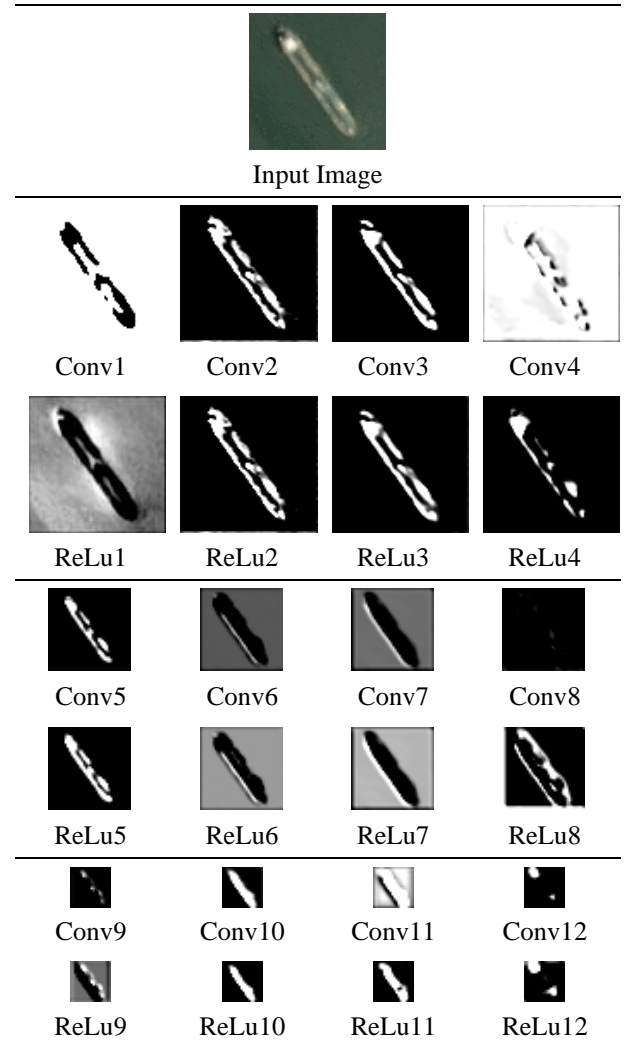 Input Image
Conv1 Conv2 Conv3 Conv4
ReLu1 ReLu2 ReLu3 ReLu4
Conv5 Conv6 Conv7 Conv8
ReLu5 ReLu6 ReLu7 ReLu8
Conv9 Conv10 Conv11 Conv12
ReLu9 ReLu10 ReLu11 ReLu12